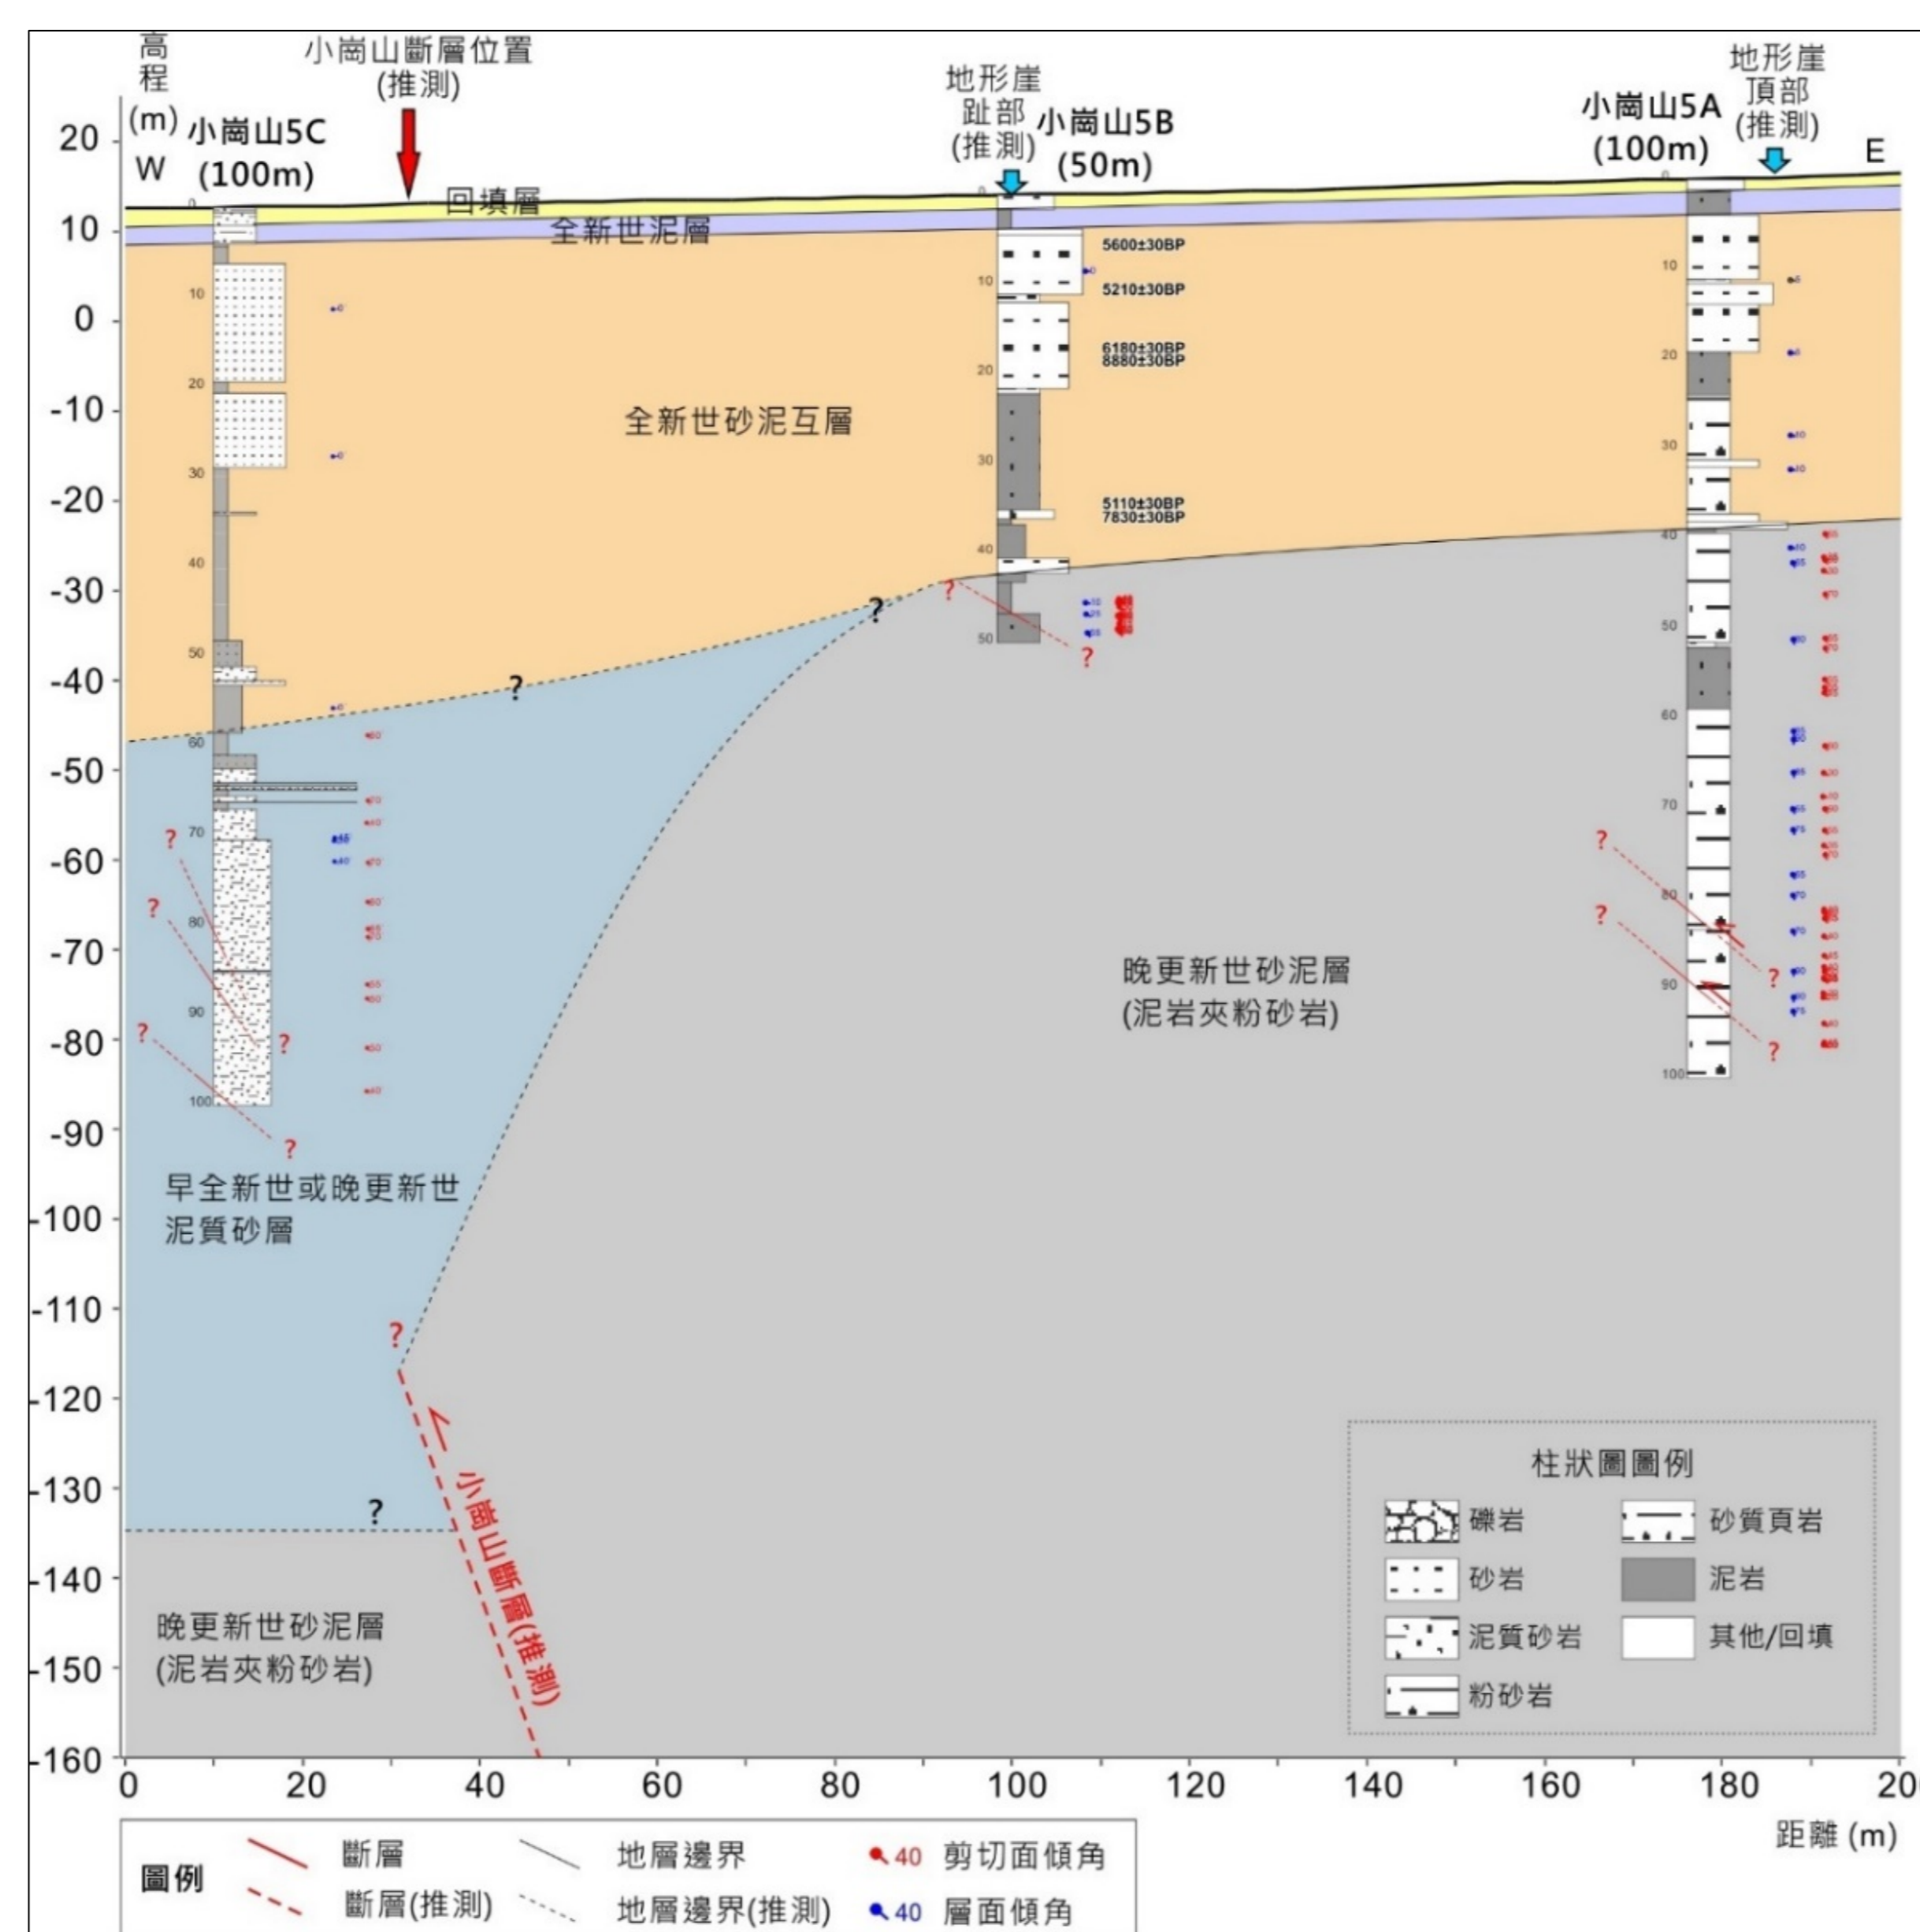 高
程
(m)
W
小崗山斷層位置
(推測)
小崗山5C
(100m)
地形崖
趾部
(推測)
小崗山5B
(50m)
小崗山5A
(100m)
地形崖
頂部
(推測)
E
回填層
全新世泥層
5600±30BP
5210±30BP
6180±30BP
8880±30BP
全新世砂泥互層
5110±30BP
7830±30BP
晚更新世砂泥層
(泥岩夾粉砂岩)
早全新世或晚更新世
泥質砂層
小崗山斷層(推測)
晚更新世砂泥層
(泥岩夾粉砂岩)
20
10
0
-10
-20
-30
-40
-50
-60
-70
-80
-90
-100
-110
-120
-130
-140
-150
-160
0 20 40 60 80 100 120 140 160 180
距離 (m)
柱狀圖圖例
礫岩 砂質頁岩
砂岩 泥岩
泥質砂岩 其他/回填
粉砂岩
圖例
斷層 地層邊界 40 剪切面傾角
斷層(推測) 地層邊界(推測) 40 層面傾角